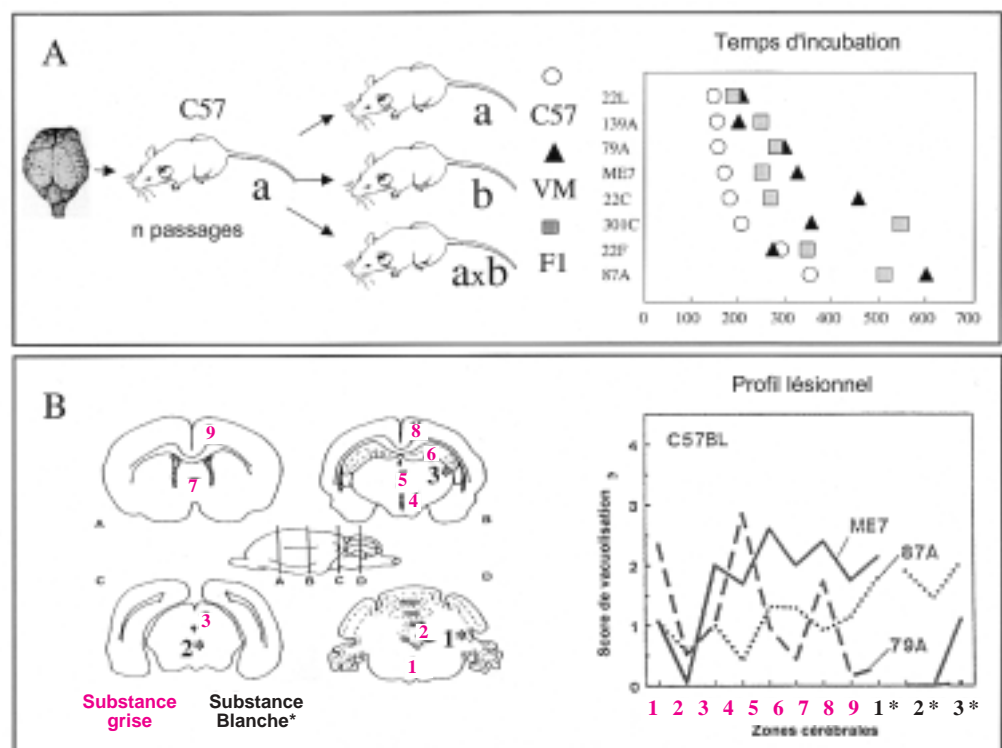 A
C57
a
n passages
a
b
axb
C57
VM
F1
Temps d'incubation
22L
139A
79A
ME7
22C
301C
22F
87A
0 100 200 300 400 500 600 700
B
9
7
A
8
6
3*
5
4
B
A B C D
C
3
2*
D
2
1*
1
Substance grise
Substance Blanche*
Profil lésionnel
C57BL
ME7
87A
79A
Score de vacuolisation
4
3
2
1
0
1 2 3 4 5 6 7 8 9 1* 2* 3*
Zones cérébrales